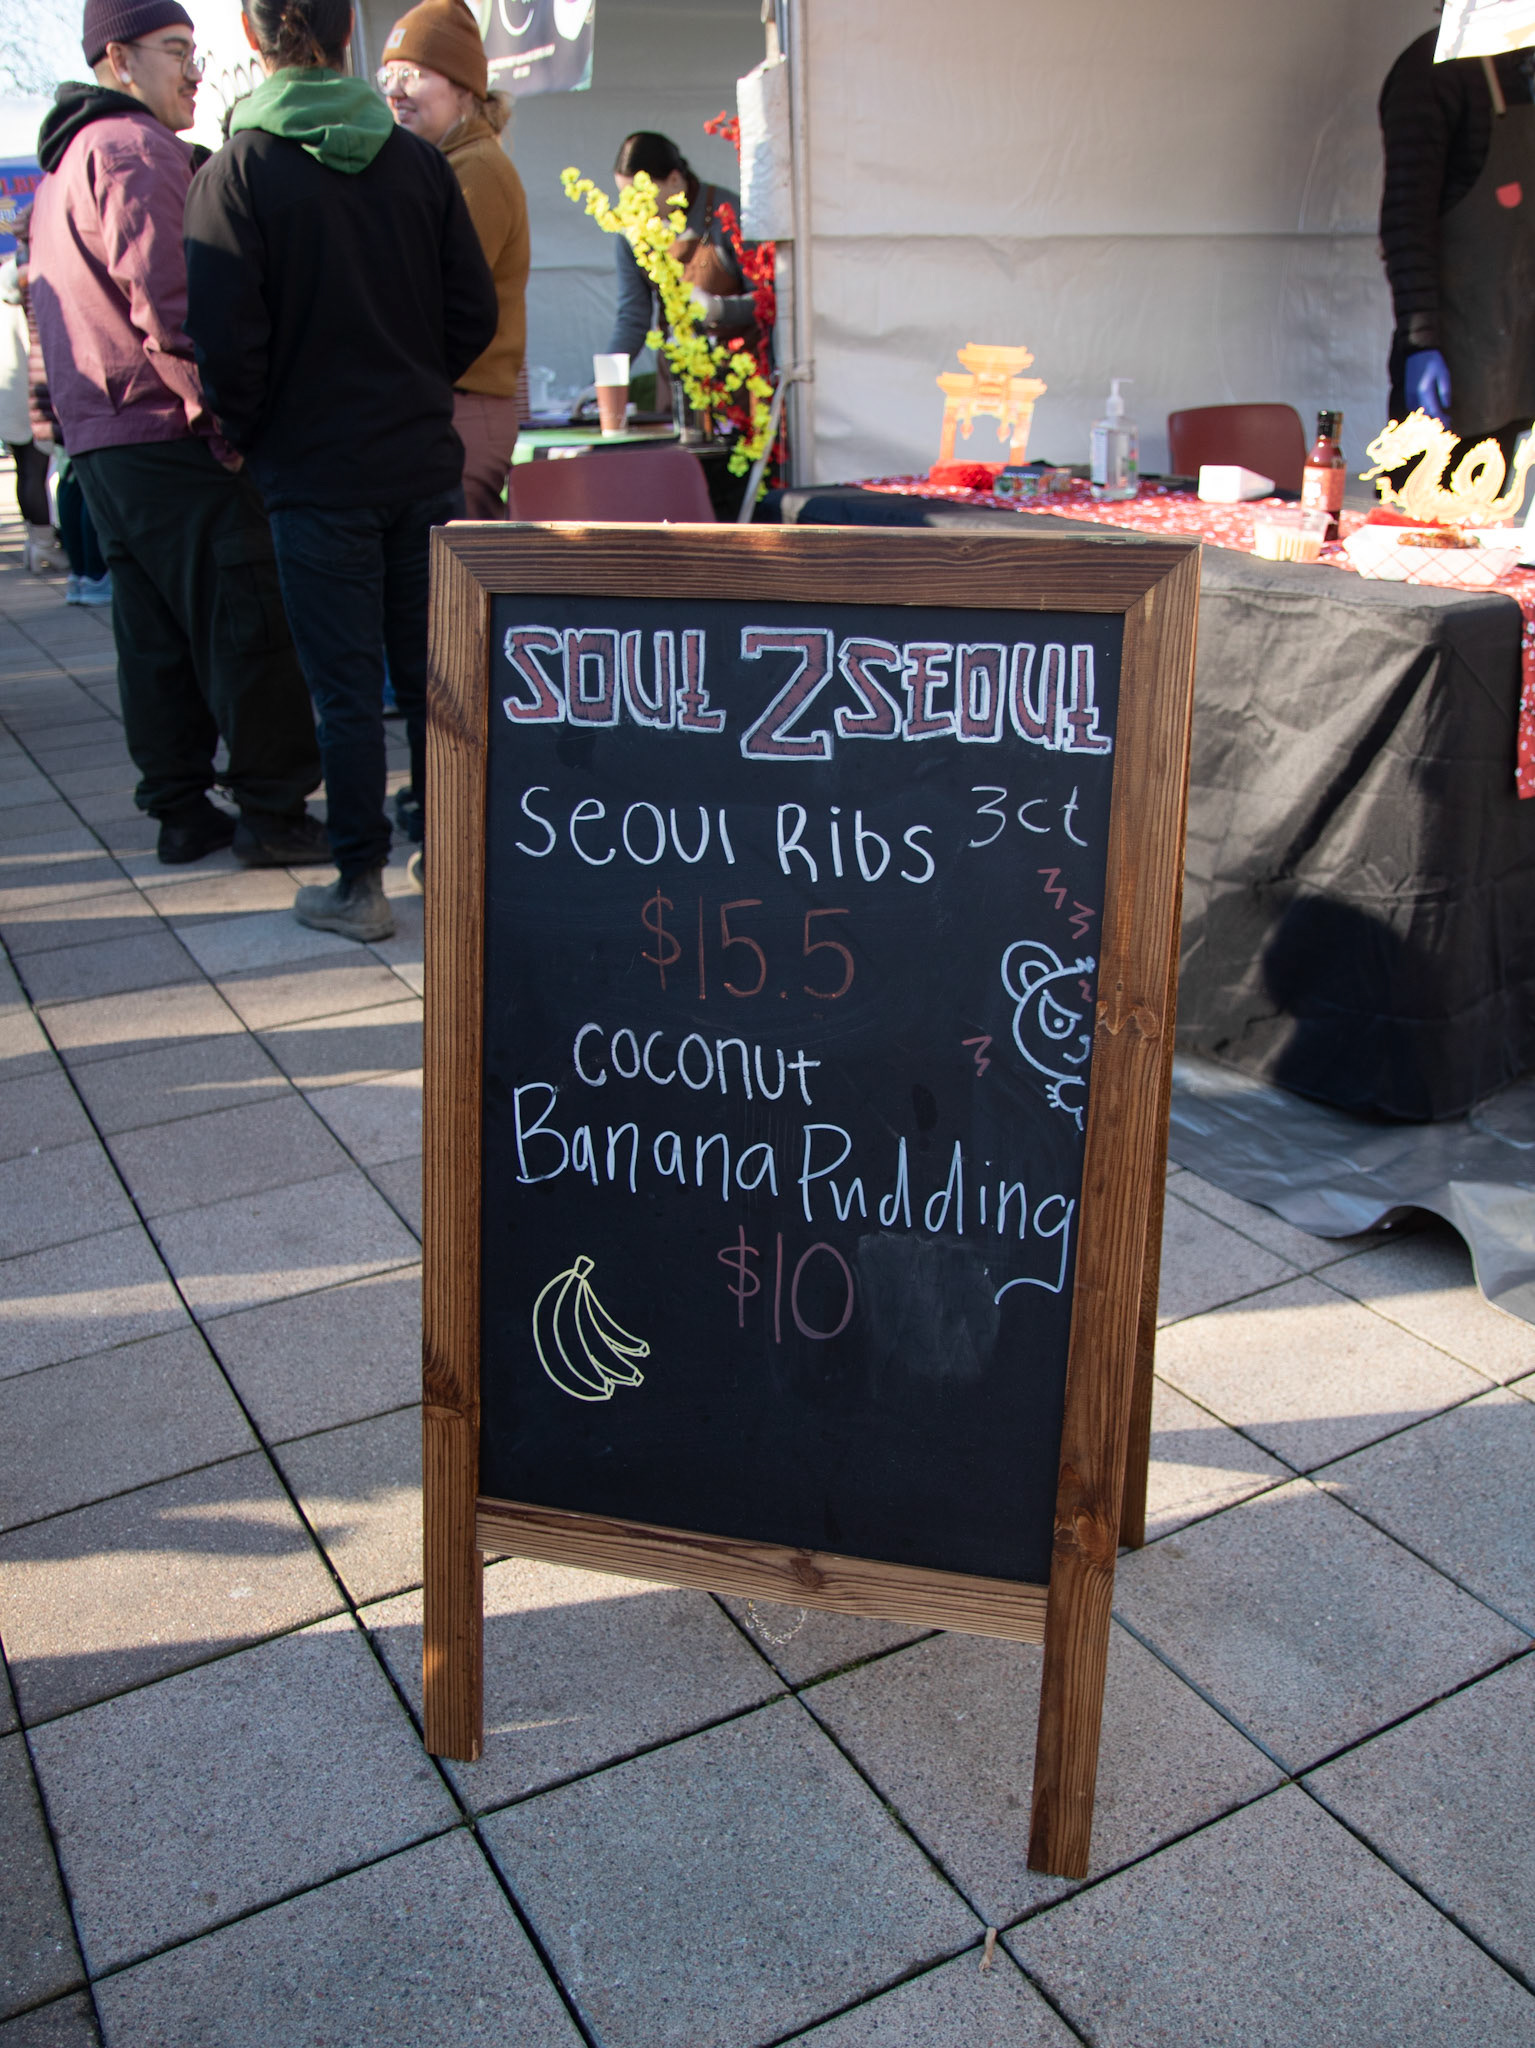 SOUL 2 SEOUL
Seoul Ribs 3ct
$15.5
coconut
Banana Pudding
$10